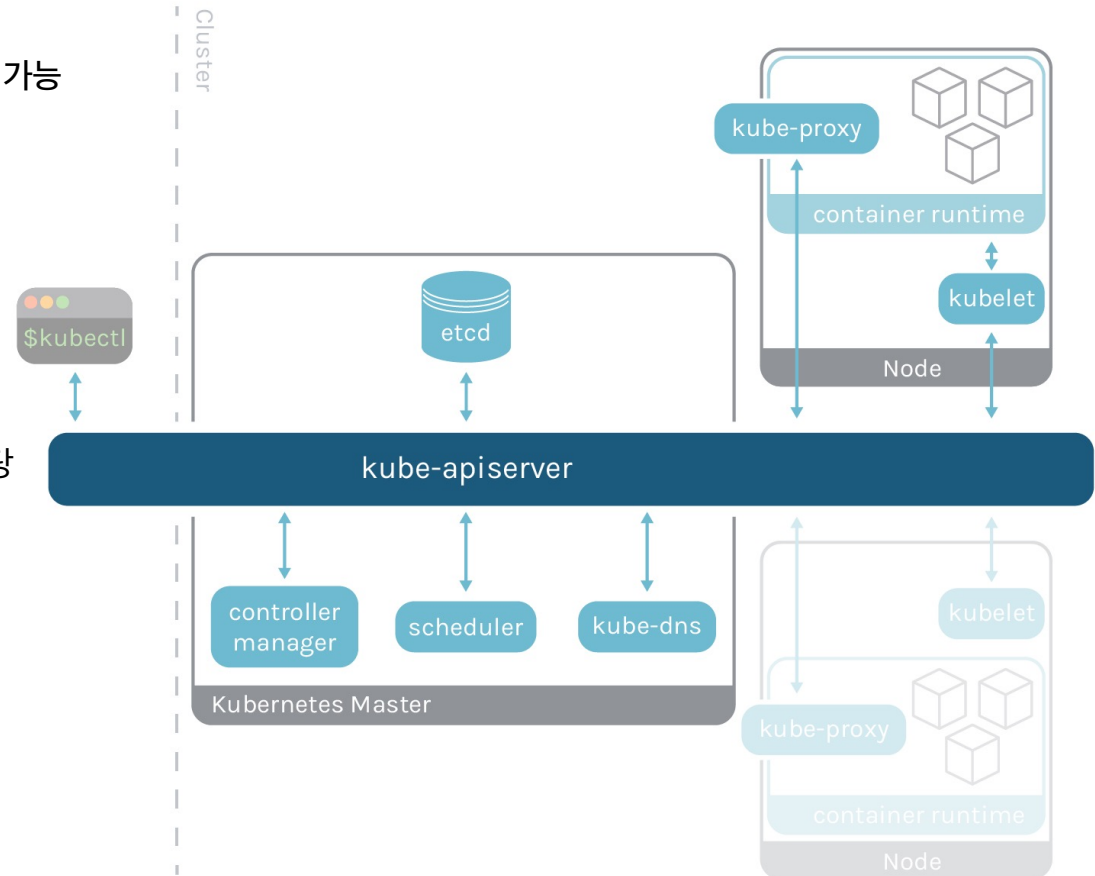 Cluster
가능
kube-proxy
container runtime
kubelet
Node
etcd
$kubectl
kube-apiserver
controller
manager
scheduler
kube-dns
Kubernetes Master
kubelet
kube-proxy
container runtime
Node